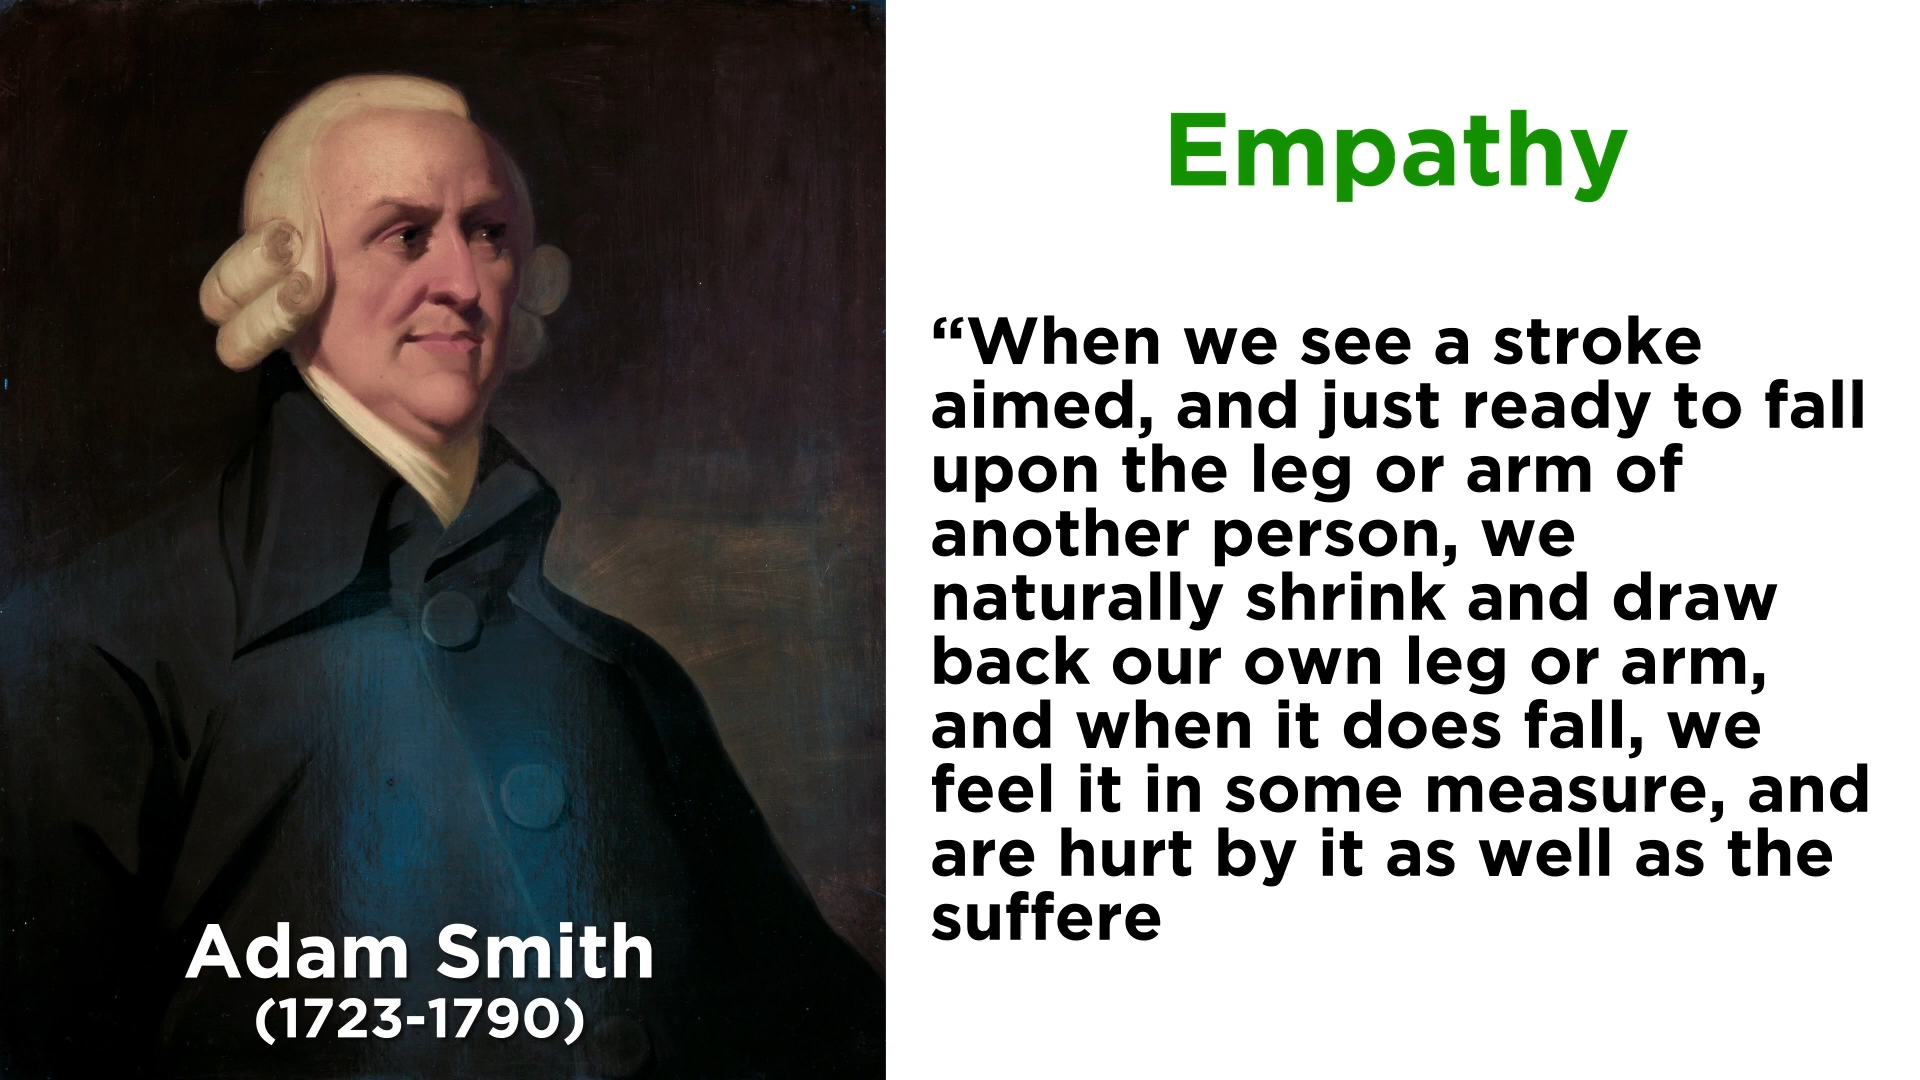 Empathy
“When we see a stroke
aimed, and just ready to fall
upon the leg or arm of
another person, we
naturally shrink and draw
back our own leg or arm,
and when it does fall, we
feel it in some measure, and
are hurt by it as well as the
suffere
Adam Smith
(1723-1790)